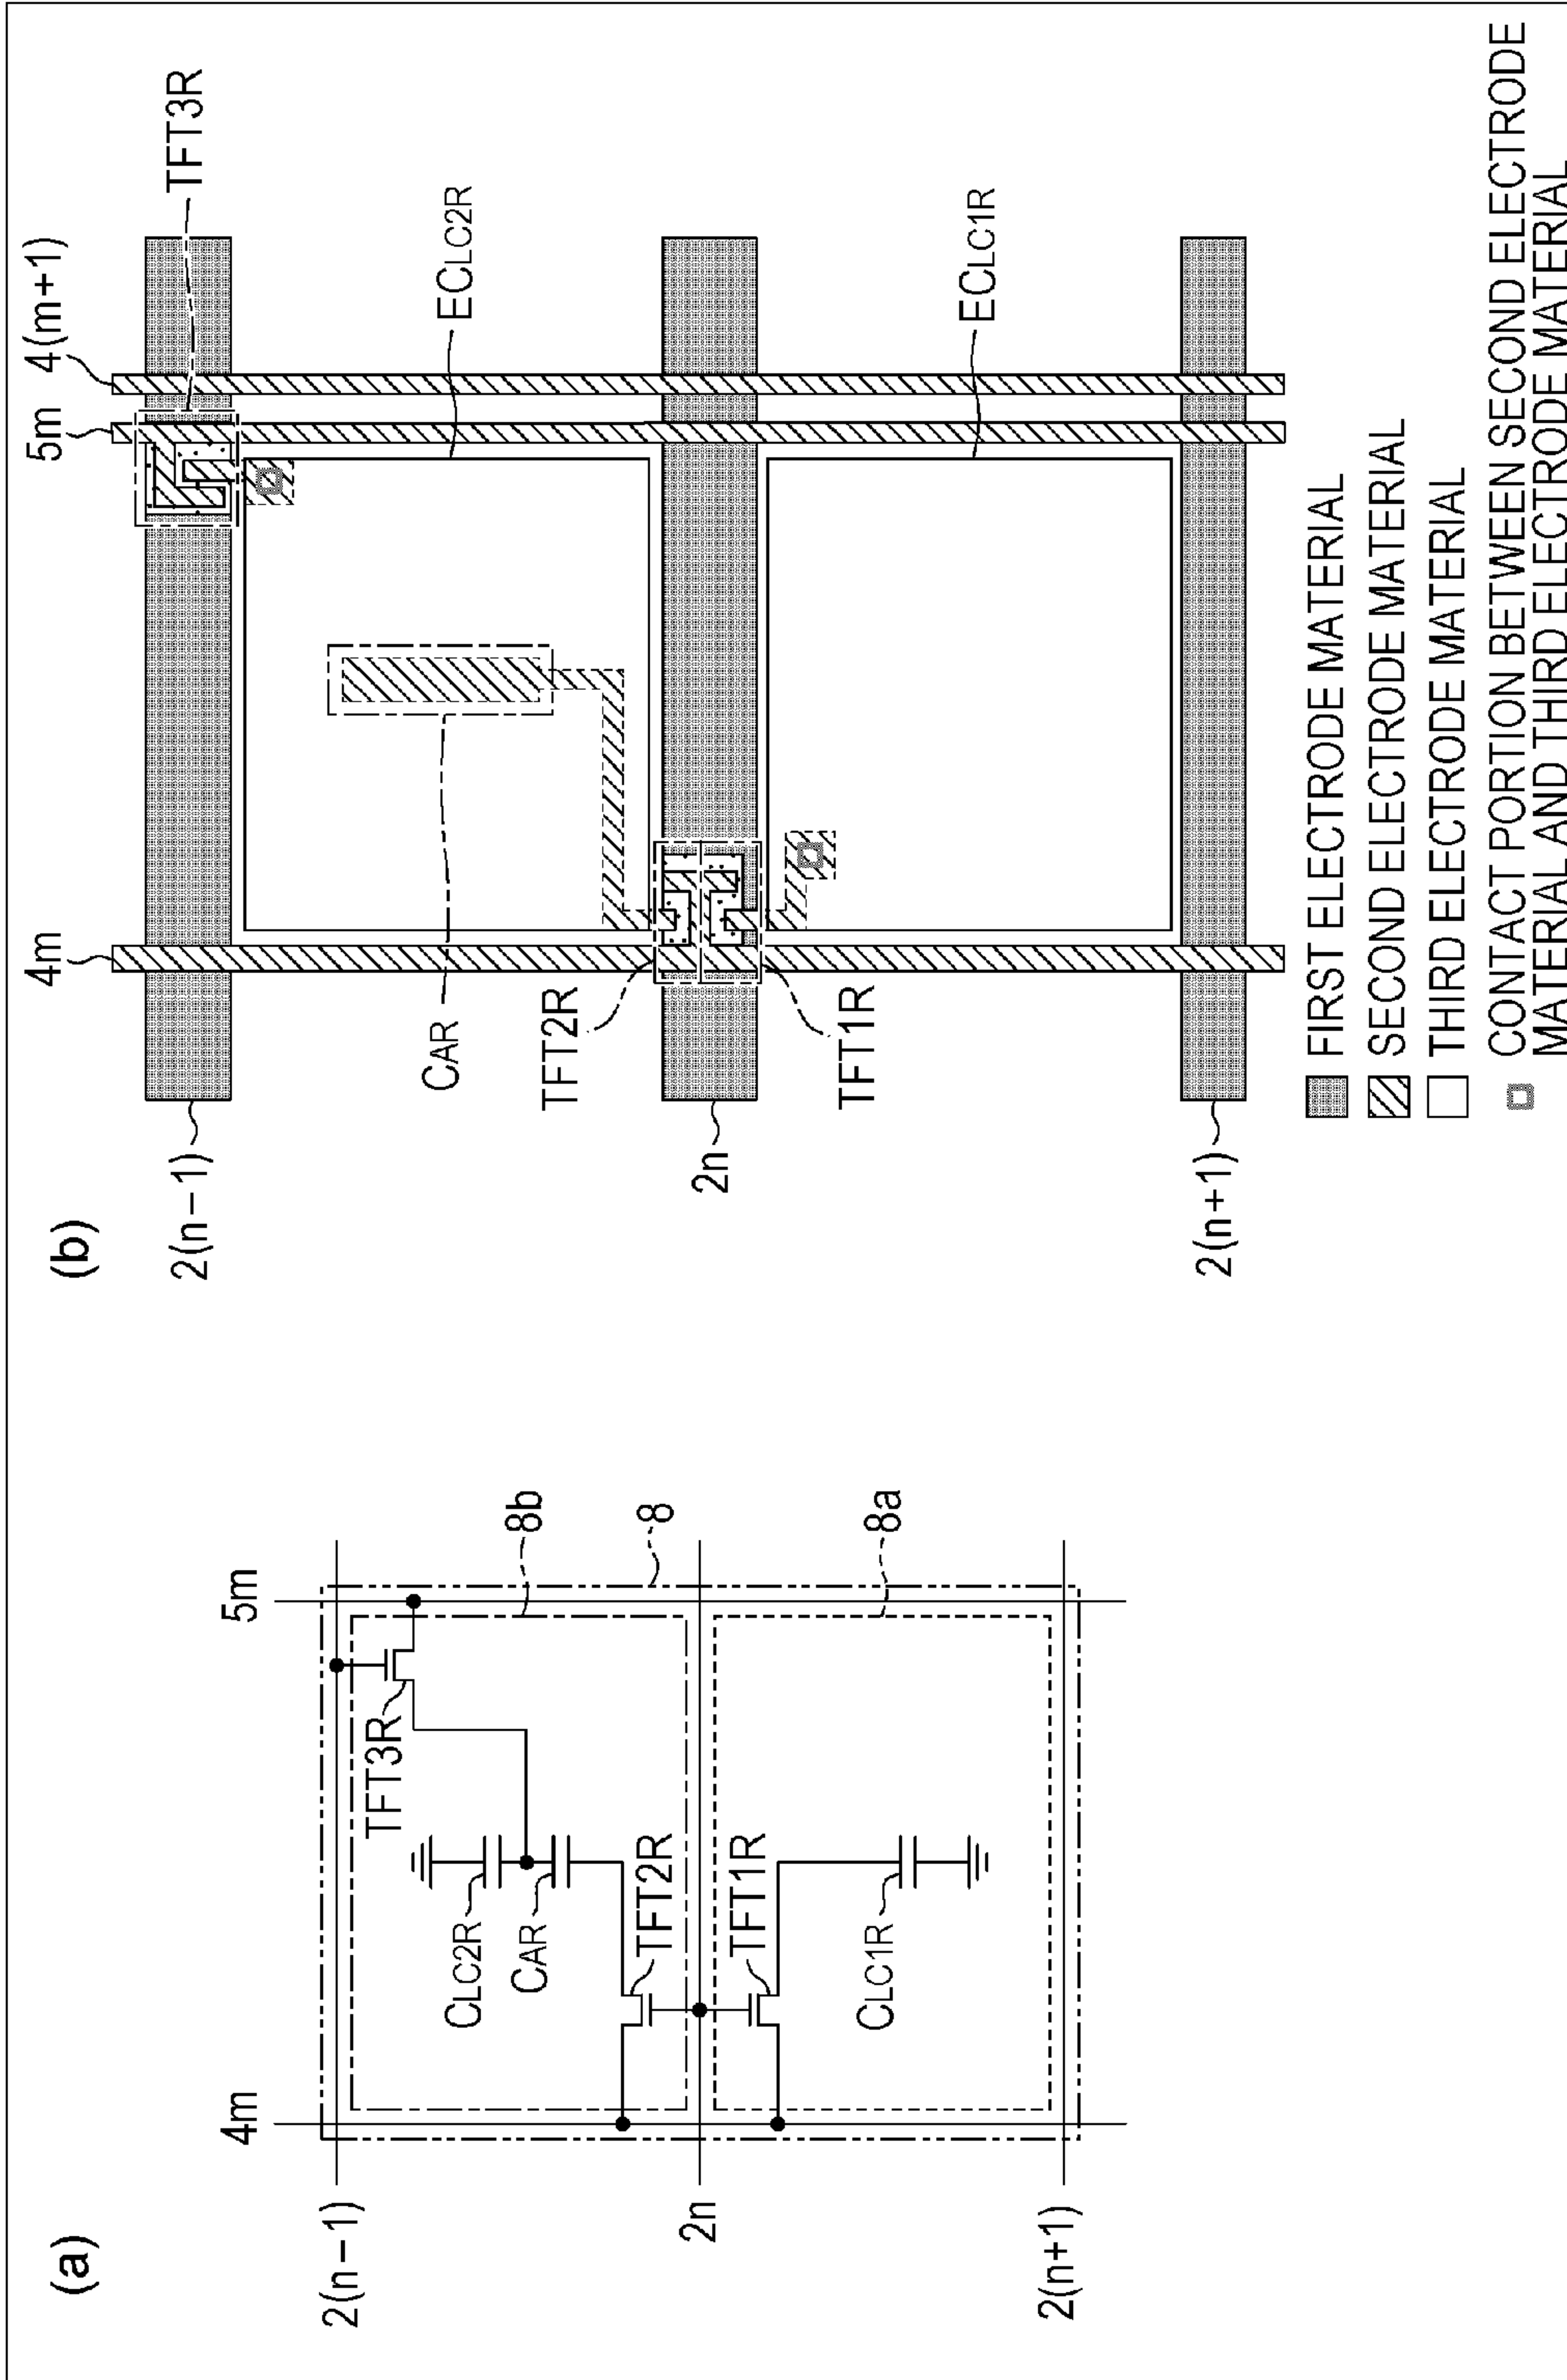 (a)
4m
5m
2(n−1)
TFT3R
8b
CLC2R
8
CAR
TFT2R
2n
TFT1R
8a
CLC1R
2(n+1)
(b)
4m
5m
4(m+1)
TFT3R
2(n−1)
ECLC2R
CAR
TFT2R
2n
TFT1R
ECLC1R
2(n+1)
FIRST ELECTRODE MATERIAL
SECOND ELECTRODE MATERIAL
THIRD ELECTRODE MATERIAL
CONTACT PORTION BETWEEN SECOND ELECTRODE
MATERIAL AND THIRD ELECTRODE MATERIAL